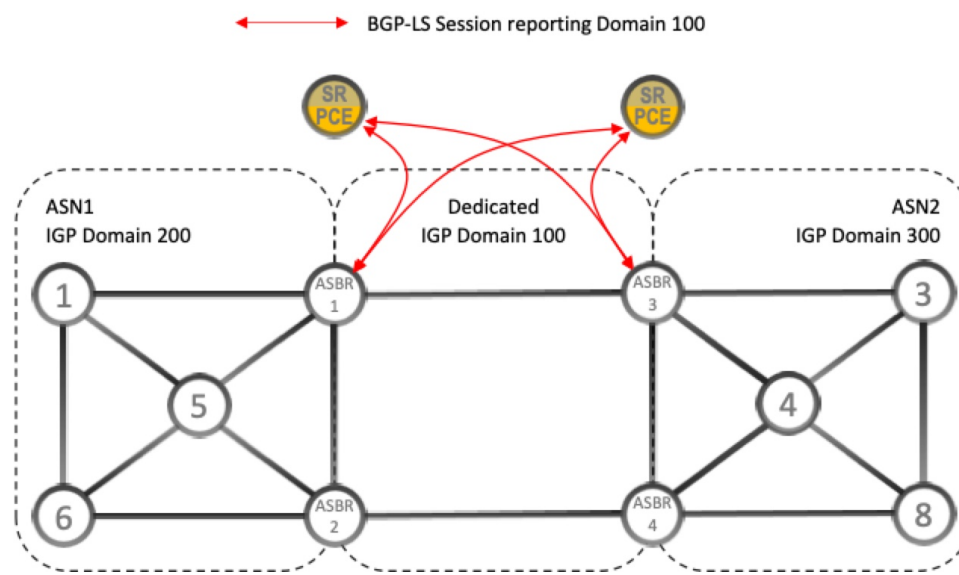 BGP-LS Session reporting Domain 100
SR
PCE
SR
PCE
ASN1
IGP Domain 200
Dedicated
IGP Domain 100
ASN2
IGP Domain 300
1
ASBR
1
ASBR
3
3
5
4
6
ASBR
2
ASBR
4
8